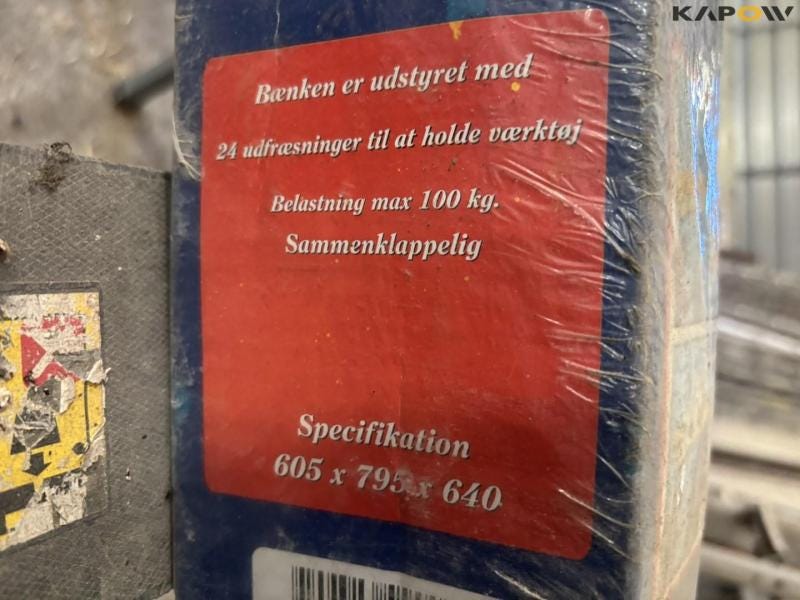 KAPOW
Bænken er udstyret med
24 udfræsninger til at holde værktøj
Belastning max 100 kg.
Sammenklappelig
Specifikation
605 x 795 x 640